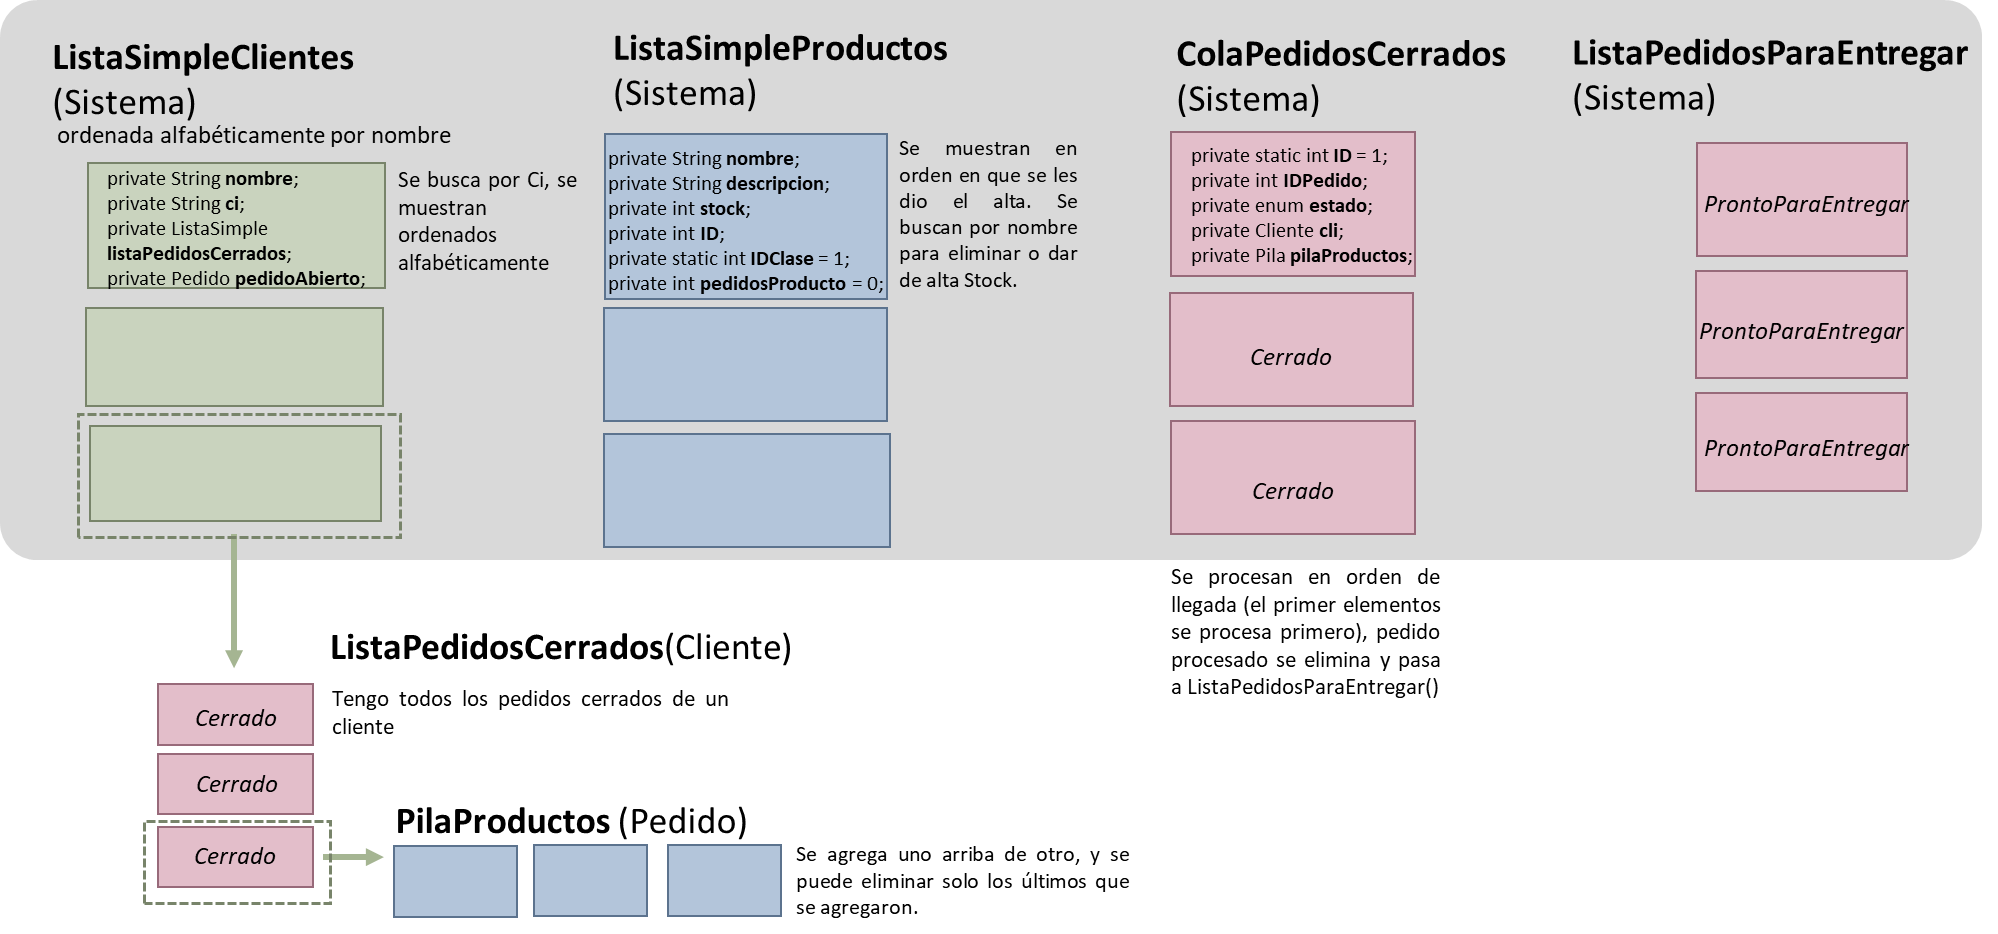 ListaSimpleClientes
(Sistema)
ordenada alfabéticamente por nombre
private String nombre;
private String ci;
private ListaSimple
listaPedidosCerrados;
private Pedido pedidoAbierto;
Se busca por Ci, se
muestran
ordenados
alfabéticamente
ListaSimpleProductos
(Sistema)
private String nombre;
private String descripcion;
private int stock;
private int ID;
private static int IDClase = 1;
private int pedidosProducto = 0;
Se muestran en
orden en que se les
dio el alta. Se
buscan por nombre
para eliminar o dar
de alta Stock.
ColaPedidosCerrados
(Sistema)
private static int ID = 1;
private int IDPedido;
private enum estado;
private Cliente cli;
private Pila pilaProductos;
Cerrado
Cerrado
Se procesan en orden de
llegada (el primer elementos
se procesa primero), pedido
procesado se elimina y pasa
a ListaPedidosParaEntregar()
ListaPedidosParaEntregar
(Sistema)
ProntoParaEntregar
ProntoParaEntregar
ProntoParaEntregar
ListaPedidosCerrados(Cliente)
Tengo todos los pedidos cerrados de un
cliente
Cerrado
Cerrado
Cerrado
PilaProductos (Pedido)
Se agrega uno arriba de otro, y se
puede eliminar solo los últimos que
se agregaron.